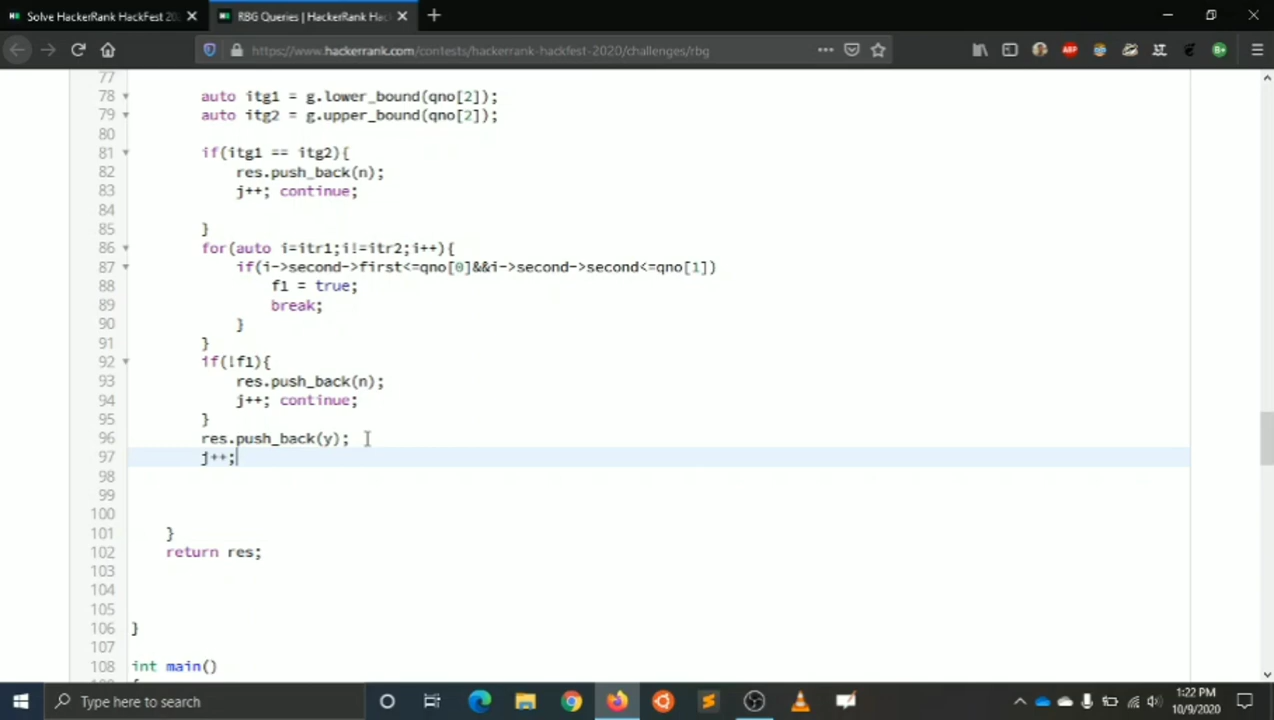 Solve HackerRank HackFest 20
RBG Queries | HackerRank Hac
https://www.hackerrank.com/contests/hackerrank-hackfest-2020/challenges/rbg
77
78 auto itg1 = g.lower_bound(qno[2]);
79 auto itg2 = g.upper_bound(qno[2]);
80
81 if(itg1 == itg2){
82 res.push_back(n);
83 j++; continue;
84
85 }
86 for(auto i=itr1;i!=itr2;i++){
87 if(i->second->first<=qno[0]&&i->second->second<=qno[1])
88 f1 = true;
89 break;
90 }
91 }
92 if(!f1){
93 res.push_back(n);
94 j++; continue;
95 }
96 res.push_back(y);
97 j++;
98
99
100
101 }
102 return res;
103
104
105
106 }
107
108 int main()
Type here to search
1:22 PM
10/9/2020